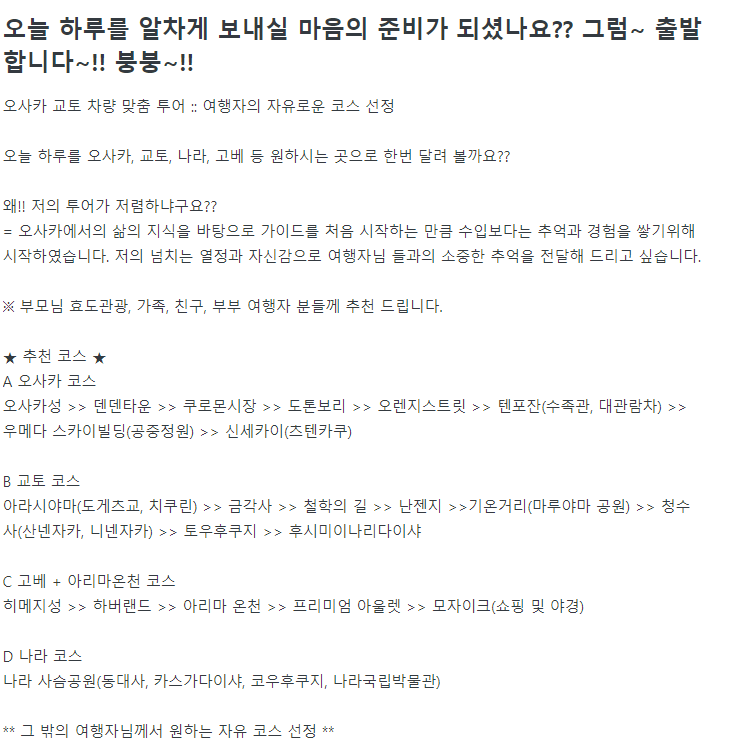 오늘 하루를 알차게 보내실 마음의 준비가 되셨나요?? 그럼~ 출발
합니다~!! 붕붕~!!
오사카 교토 차량 맞춤 투어 :: 여행자의 자유로운 코스 선정
오늘 하루를 오사카, 교토, 나라, 고베 등 원하시는 곳으로 한번 달려 볼까요??
왜!! 저의 투어가 저렴하냐구요??
= 오사카에서의 삶의 지식을 바탕으로 가이드를 처음 시작하는 만큼 수입보다는 추억과 경험을 쌓기위해
시작하였습니다. 저의 넘치는 열정과 자신감으로 여행자님 들과의 소중한 추억을 전달해 드리고 싶습니다.
※ 부모님 효도관광, 가족, 친구, 부부 여행자 분들께 추천 드립니다.
★ 추천 코스 ★
A 오사카 코스
오사카성 >> 덴덴타운 >> 쿠로몬시장 >> 도톤보리 >> 오렌지스트릿 >> 텐포잔(수족관, 대관람차) >>
우메다 스카이빌딩(공중정원) >> 신세카이(츠텐카쿠)
B 교토 코스
아라시야마(도게츠교, 치쿠린) >> 금각사 >> 철학의 길 >> 난젠지 >>기온거리(마루야마 공원) >> 청수
사(산넨자카, 니넨자카) >> 토우후쿠지 >> 후시미이나리다이샤
C 고베 + 아리마온천 코스
히메지성 >> 하버랜드 >> 아리마 온천 >> 프리미엄 아울렛 >> 모자이크(쇼핑 및 야경)
D 나라 코스
나라 사슴공원(동대사, 카스가다이샤, 코우후쿠지, 나라국립박물관)
** 그 밖의 여행자님께서 원하는 자유 코스 선정 **